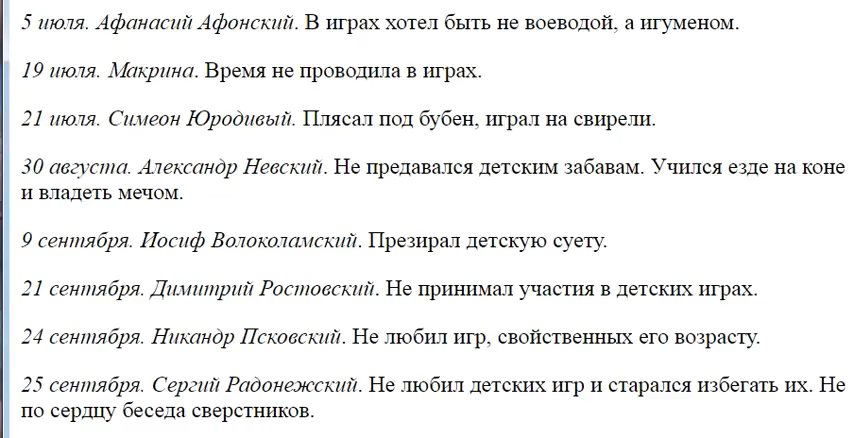 5 июля. Афанасий Афонский. В играх хотел быть не воеводой, а игуменом.
19 июля. Макрина. Время не проводила в играх.
21 июля. Симеон Юродивый. Плясал под бубен, играл на свирели.
30 августа. Александр Невский. Не предавался детским забавам. Учился езде на коне
и владеть мечом.
9 сентября. Иосиф Волоколамский. Презирал детскую суету.
21 сентября. Димитрий Ростовский. Не принимал участия в детских играх.
24 сентября. Никандр Псковский. Не любил игр, свойственных его возрасту.
25 сентября. Сергий Радонежский. Не любил детских игр и старался избегать их. Не
по сердцу беседа сверстников.